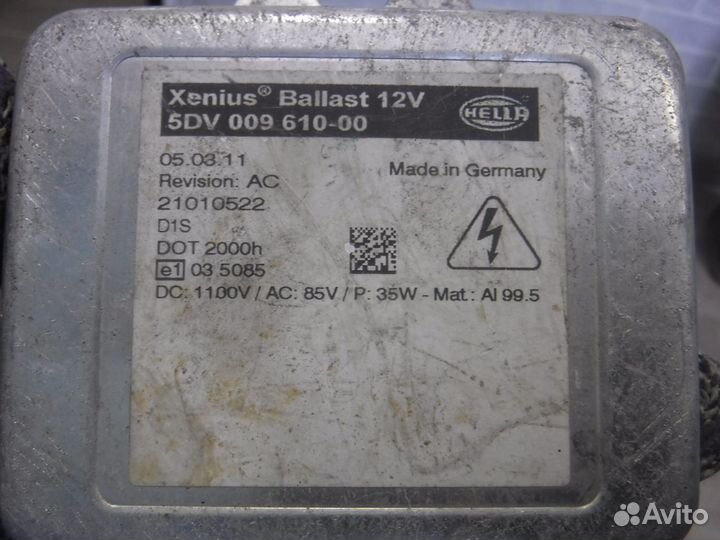 Xenius® Ballast 12V
5DV 009 610-00
HELLA
05.03.11
Made in Germany
Revision: AC
21010522
D1S
DOT 2000h
e1 03 5085
DC: 1100V / AC: 85V / P: 35W - Mat.: Al 99.5
Avito